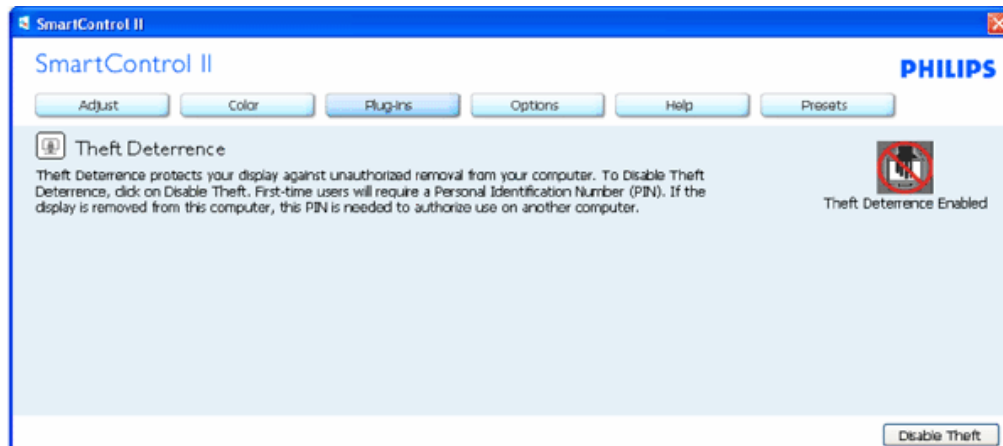 SmartControl II
SmartControl II
PHILIPS
Adjust Color Plug-Ins Options Help Presets
Theft Deterrence
Theft Deterrence protects your display against unauthorized removal from your computer. To Disable Theft
Deterrence, click on Disable Theft. First-time users will require a Personal Identification Number (PIN). If the
display is removed from this computer, this PIN is needed to authorize use on another computer.
Theft Deterrence Enabled
Disable Theft